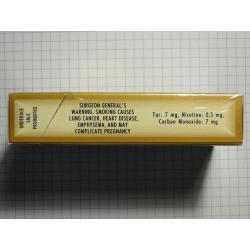 UNDERAGE
SALE
PROHIBITED
SURGEON GENERAL'S
WARNING: SMOKING CAUSES
LUNG CANCER, HEART DISEASE,
EMPHYSEMA, AND MAY
COMPLICATE PREGNANCY
Tar: 7 mg, Nicotine: 0.5 mg,
Carbon Monoxide: 7 mg